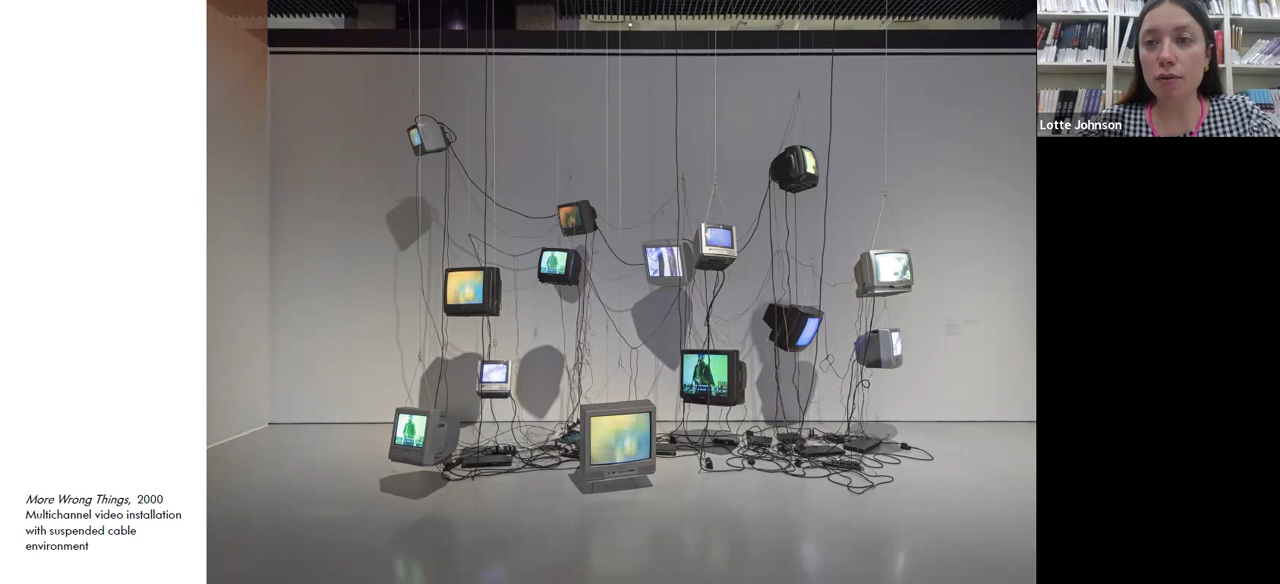 Lotte Johnson
More Wrong Things, 2000
Multichannel video installation
with suspended cable
environment